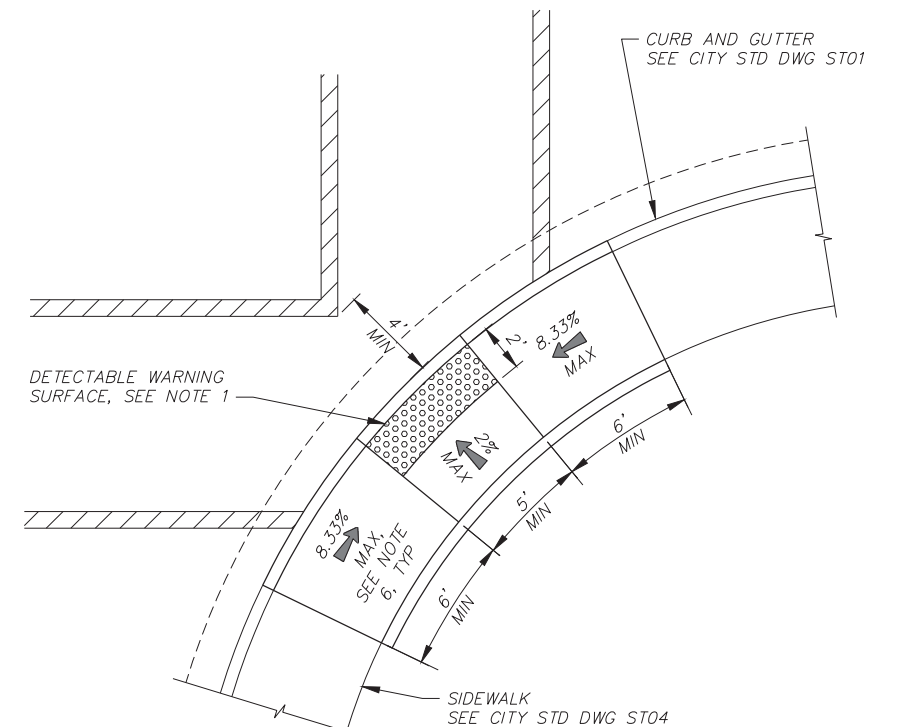 CURB AND GUTTER
SEE CITY STD DWG ST01
4'
MIN
2'
8.33%
MAX
DETECTABLE WARNING
SURFACE, SEE NOTE 1
2%
MAX
6'
MIN
5'
MIN
8.33%
MAX,
SEE NOTE
6, TYP
6'
MIN
SIDEWALK
SEE CITY STD DWG ST04